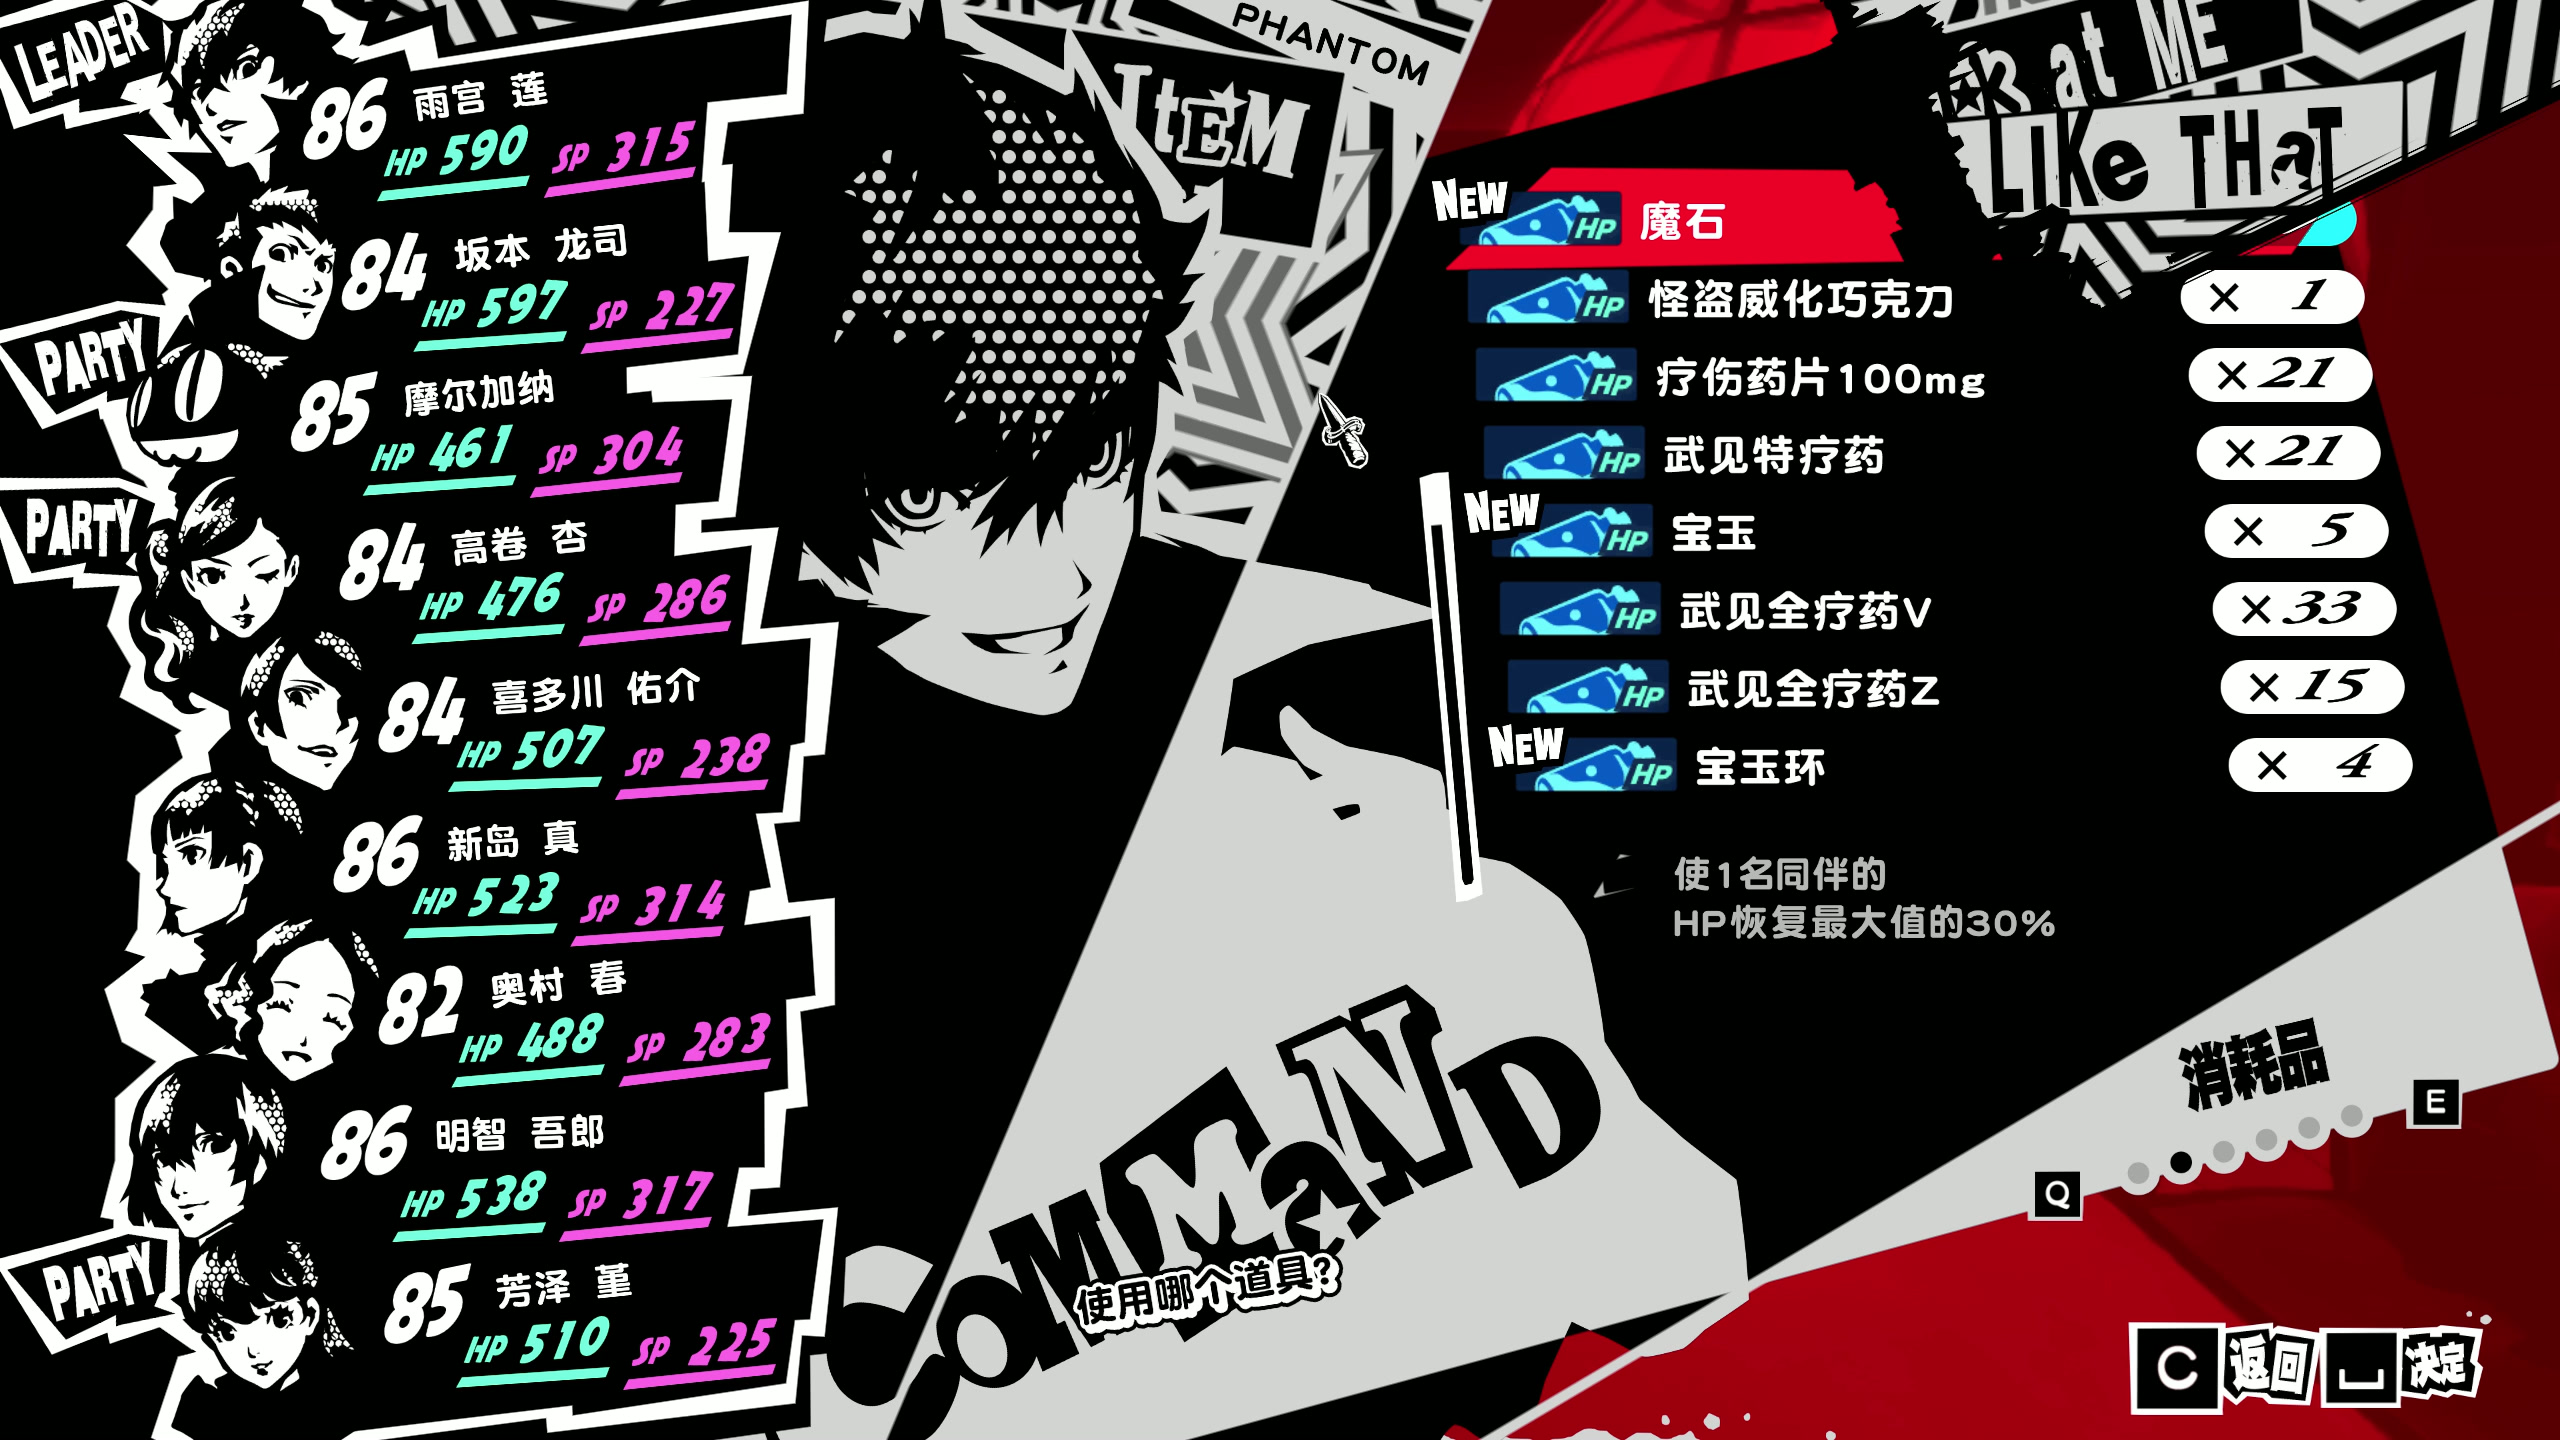 LEADER
86 雨宫 莲
HP 590 SP 315
84 坂本 龙司
HP 597 SP 227
PARTY
85 摩尔加纳
HP 461 SP 304
PARTY
84 高卷 杏
HP 476 SP 286
84 喜多川 佑介
HP 507 SP 238
86 新岛 真
HP 523 SP 314
82 奥村 春
HP 488 SP 283
86 明智 吾郎
HP 538 SP 317
PARTY
85 芳泽 堇
HP 510 SP 225
PHANTOM
ItEM
at ME
LIKe THaT
NEW HP 魔石
HP 怪盗威化巧克力 × 1
HP 疗伤药片100mg × 21
HP 武见特疗药 × 21
NEW HP 宝玉 × 5
HP 武见全疗药V × 33
HP 武见全疗药Z × 15
NEW HP 宝玉环 × 4
使1名同伴的
HP恢复最大值的30%
COMMaND
使用哪个道具?
消耗品
Q E
C 返回 决定